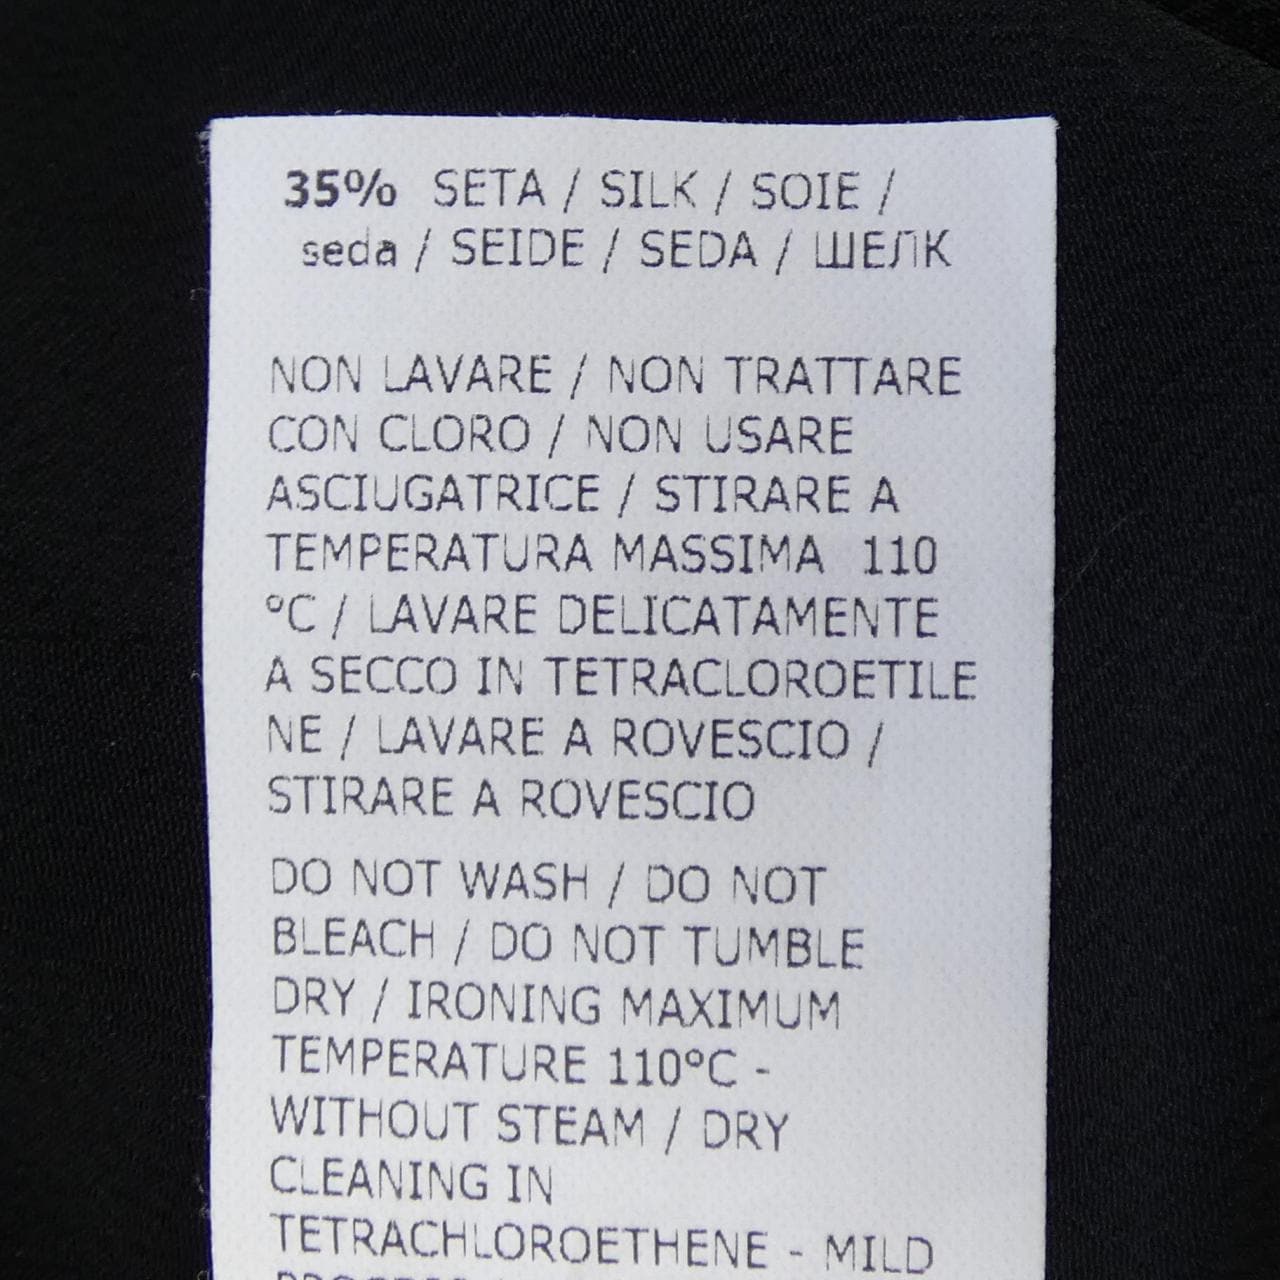 35% SETA / SILK / SOIE /
seda / SEIDE / SEDA / ШЕЛК
NON LAVARE / NON TRATTARE
CON CLORO / NON USARE
ASCIUGATRICE / STIRARE A
TEMPERATURA MASSIMA 110
°C / LAVARE DELICATAMENTE
A SECCO IN TETRACLOROETILE
NE / LAVARE A ROVESCIO /
STIRARE A ROVESCIO
DO NOT WASH / DO NOT
BLEACH / DO NOT TUMBLE
DRY / IRONING MAXIMUM
TEMPERATURE 110°C -
WITHOUT STEAM / DRY
CLEANING IN
TETRACHLOROETHENE - MILD